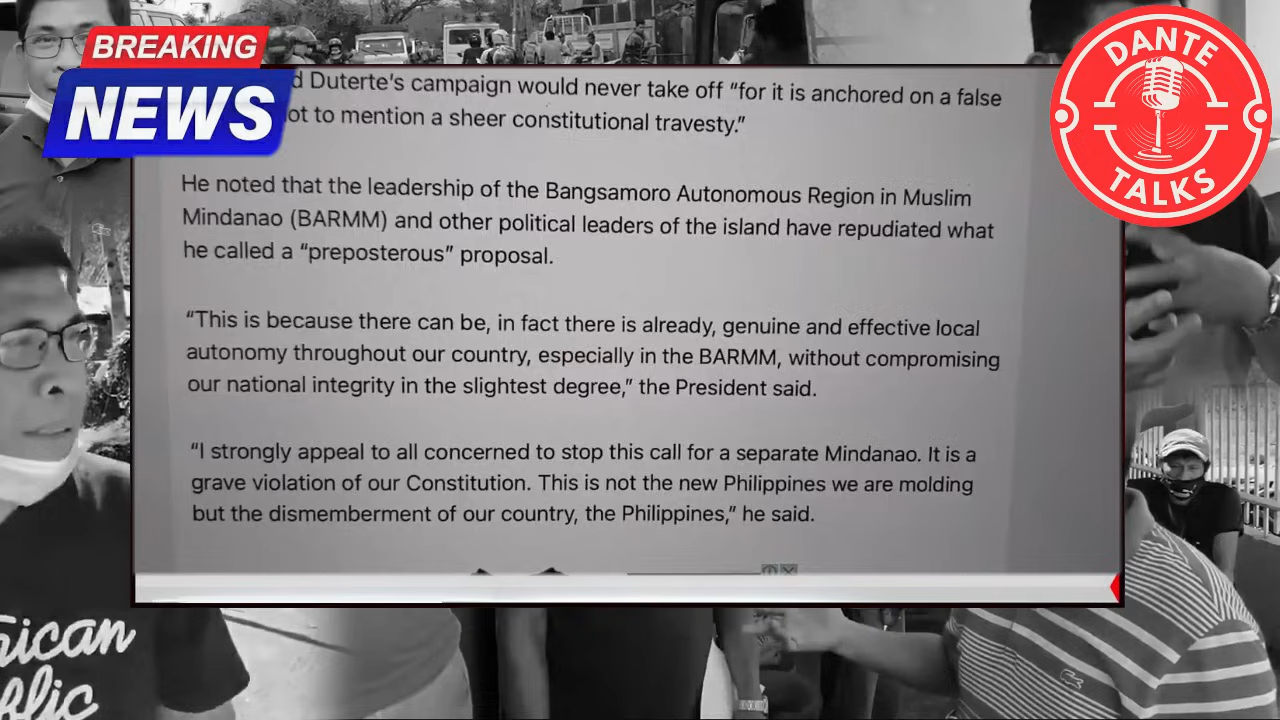 BREAKING
NEWS
DANTE
TALKS
Duterte's campaign would never take off “for it is anchored on a false
to mention a sheer constitutional travesty.”
He noted that the leadership of the Bangsamoro Autonomous Region in Muslim
Mindanao (BARMM) and other political leaders of the island have repudiated what
he called a “preposterous” proposal.
“This is because there can be, in fact there is already, genuine and effective local
autonomy throughout our country, especially in the BARMM, without compromising
our national integrity in the slightest degree,” the President said.
“I strongly appeal to all concerned to stop this call for a separate Mindanao. It is a
grave violation of our Constitution. This is not the new Philippines we are molding
but the dismemberment of our country, the Philippines,” he said.